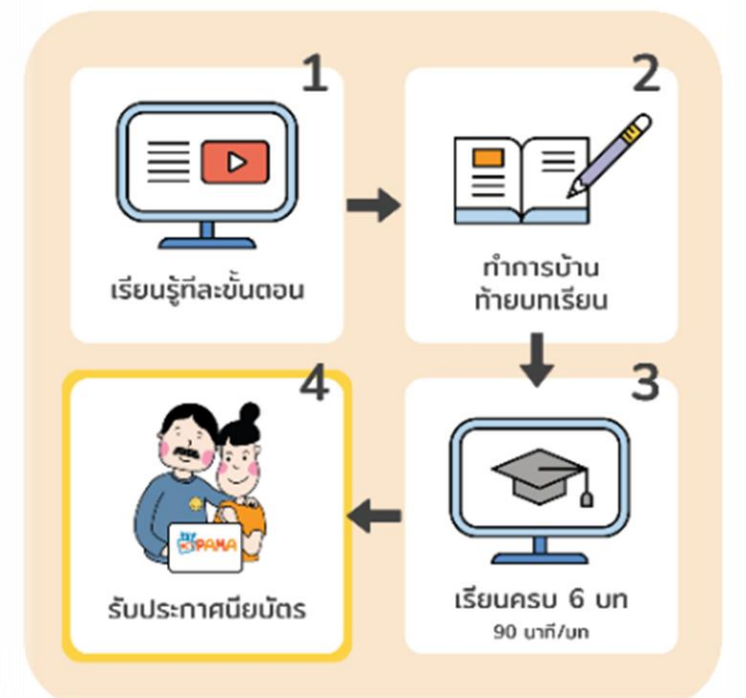 1
เรียนรู้ทีละขั้นตอน
2
ทำการบ้าน
ท้ายบทเรียน
3
เรียนครบ 6 บท
90 นาที/บท
4
PAMA
รับประกาศนียบัตร